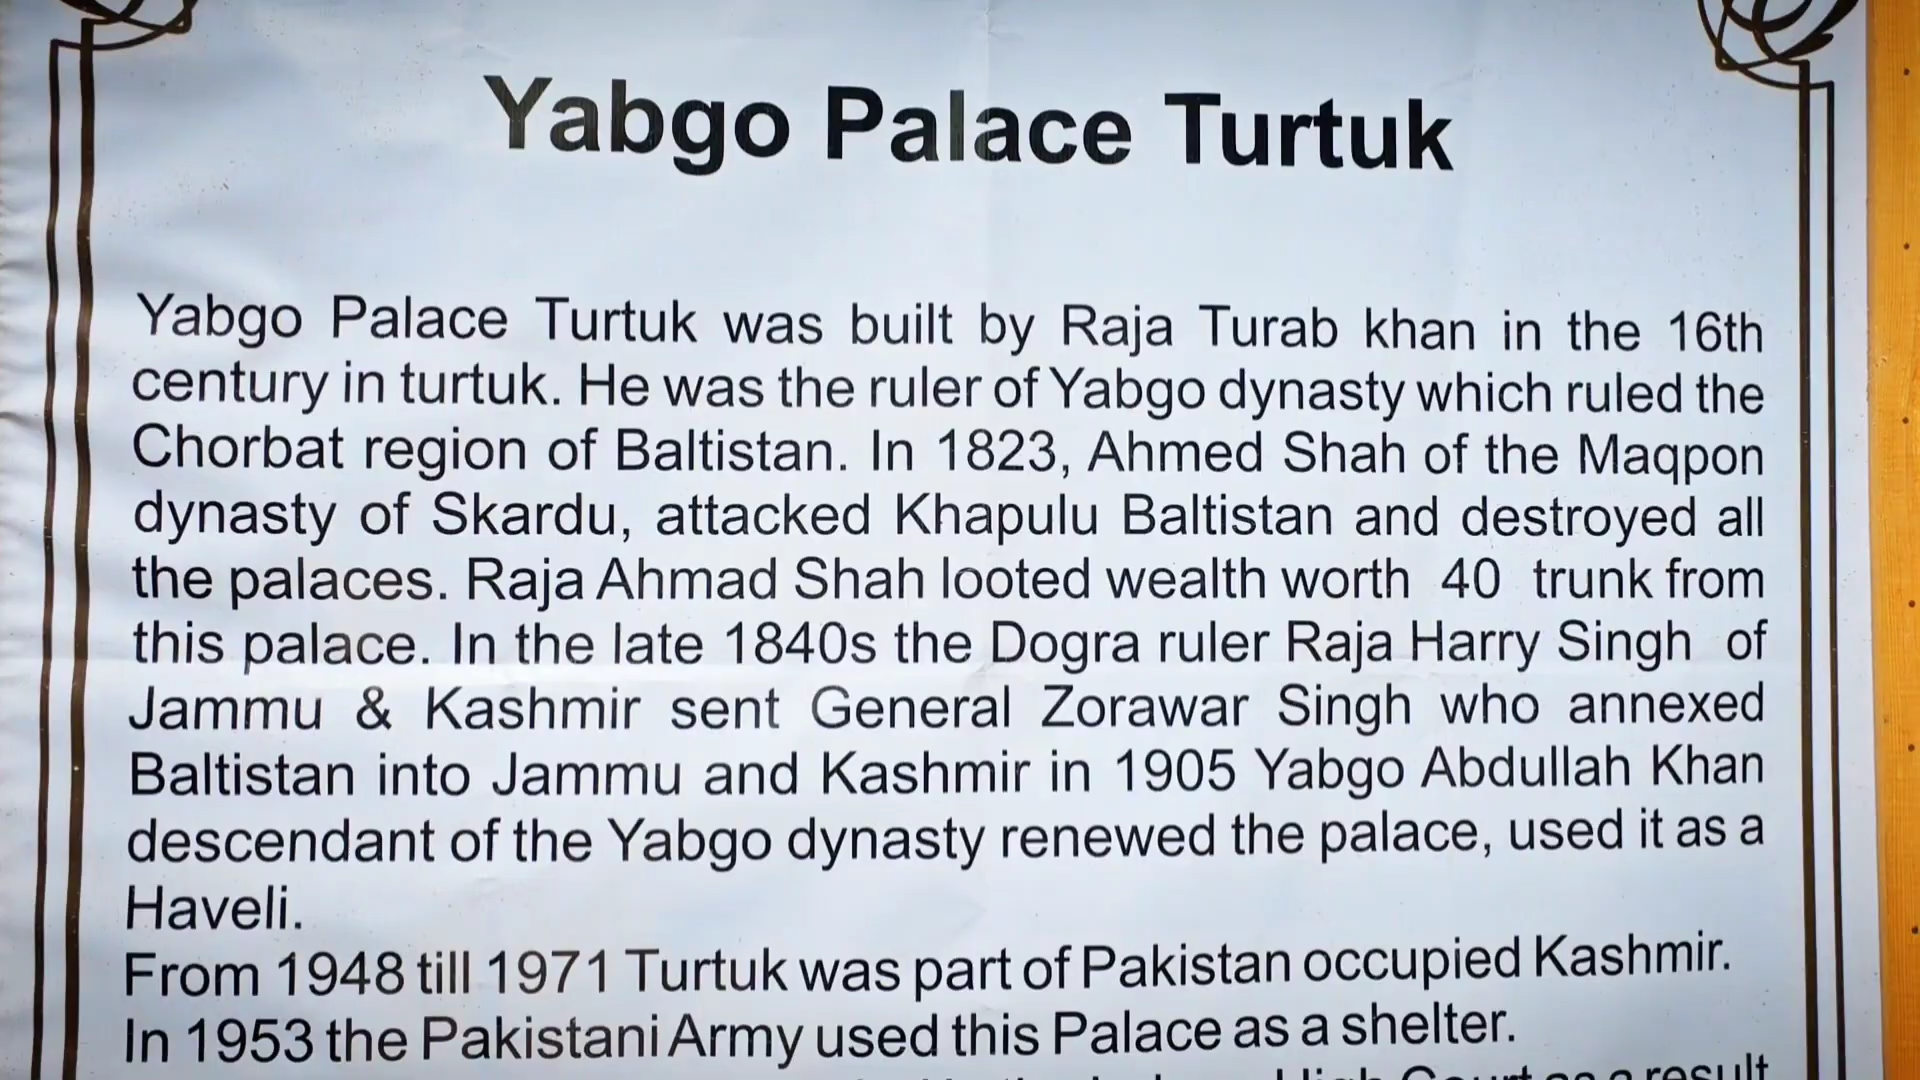 Yabgo Palace Turtuk
Yabgo Palace Turtuk was built by Raja Turab khan in the 16th
century in turtuk. He was the ruler of Yabgo dynasty which ruled the
Chorbat region of Baltistan. In 1823, Ahmed Shah of the Maqpon
dynasty of Skardu, attacked Khapulu Baltistan and destroyed all
the palaces. Raja Ahmad Shah looted wealth worth 40 trunk from
this palace. In the late 1840s the Dogra ruler Raja Harry Singh of
Jammu & Kashmir sent General Zorawar Singh who annexed
Baltistan into Jammu and Kashmir in 1905 Yabgo Abdullah Khan
descendant of the Yabgo dynasty renewed the palace, used it as a
Haveli.
From 1948 till 1971 Turtuk was part of Pakistan occupied Kashmir.
In 1953 the Pakistani Army used this Palace as a shelter.
High Court as a result